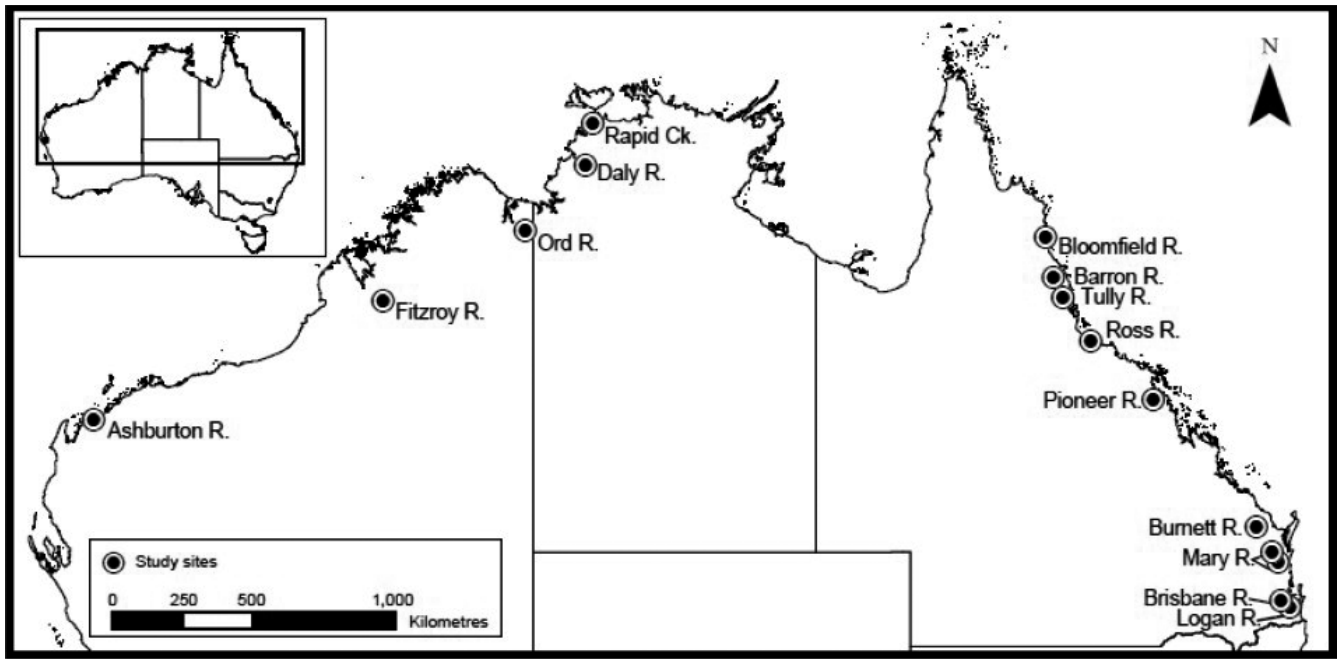 N
Rapid Ck.
Daly R.
Ord R.
Bloomfield R.
Barron R.
Tully R.
Fitzroy R.
Ross R.
Pioneer R.
Ashburton R.
Burnett R.
Mary R.
Study sites
0 250 500 1,000
Kilometres
Brisbane R.
Logan R.